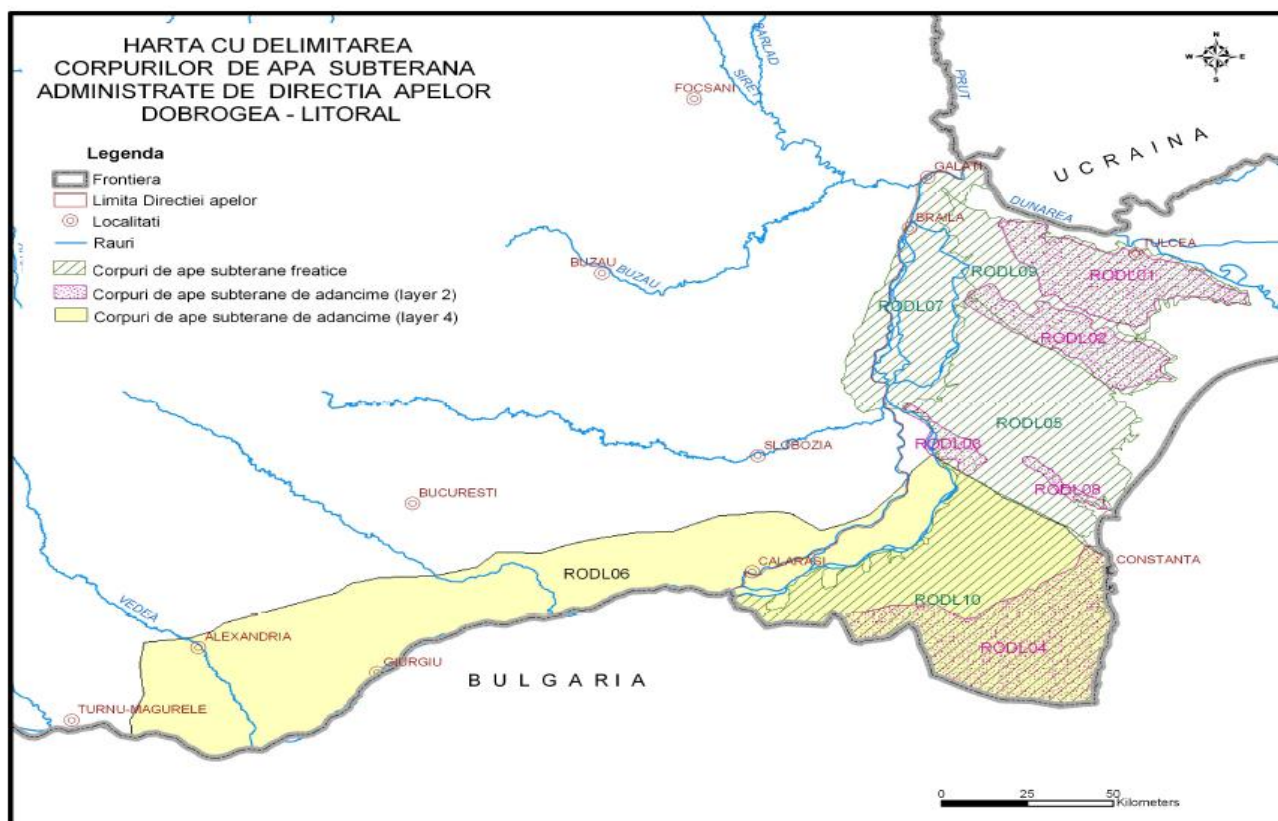 HARTA CU DELIMITAREA
CORPURILOR DE APA SUBTERANA
ADMINISTRATE DE DIRECTIA APELOR
DOBROGEA - LITORAL
Legenda
Frontiera
Limita Directiei apelor
Localitati
Rauri
Corpuri de ape subterane freatice
Corpuri de ape subterane de adancime (layer 2)
Corpuri de ape subterane de adancime (layer 4)
N
W E
S
BARLAD
SIRET
PRUT
FOCSANI
UCRAINA
GALATI
DUNAREA
BRAILA
TULCEA
BUZAU
BUZAU
RODL09
RODL01
RODL07
RODL02
RODL05
RODL03
SLOBOZIA
RODL08
BUCURESTI
CONSTANTA
CALARASI
RODL06
RODL10
VEDEA
ALEXANDRIA
RODL04
GIURGIU
BULGARIA
TURNU-MAGURELE
0 25 50
Kilometers